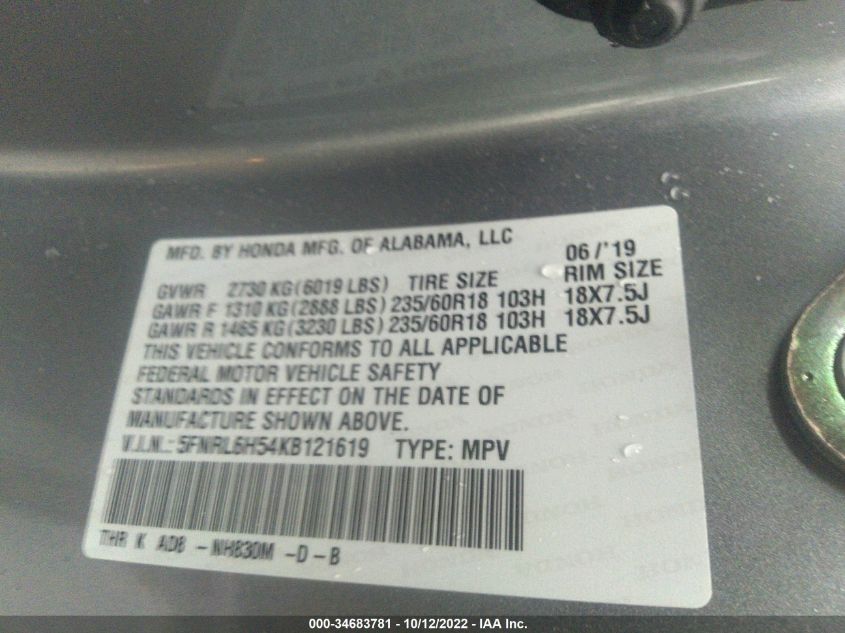 MFD. BY HONDA MFG. OF ALABAMA, LLC 06/'19
GVWR 2730 KG(6019 LBS) TIRE SIZE RIM SIZE
GAWR F 1310 KG(2888 LBS) 235/60R18 103H 18X7.5J
GAWR R 1465 KG(3230 LBS) 235/60R18 103H 18X7.5J
THIS VEHICLE CONFORMS TO ALL APPLICABLE
FEDERAL MOTOR VEHICLE SAFETY
STANDARDS IN EFFECT ON THE DATE OF
MANUFACTURE SHOWN ABOVE.
V.I.N.: 5FNRL6H54KB121619 TYPE: MPV
THR K AD8 -NH830M -D-B
000-34683781 - 10/12/2022 - IAA Inc.